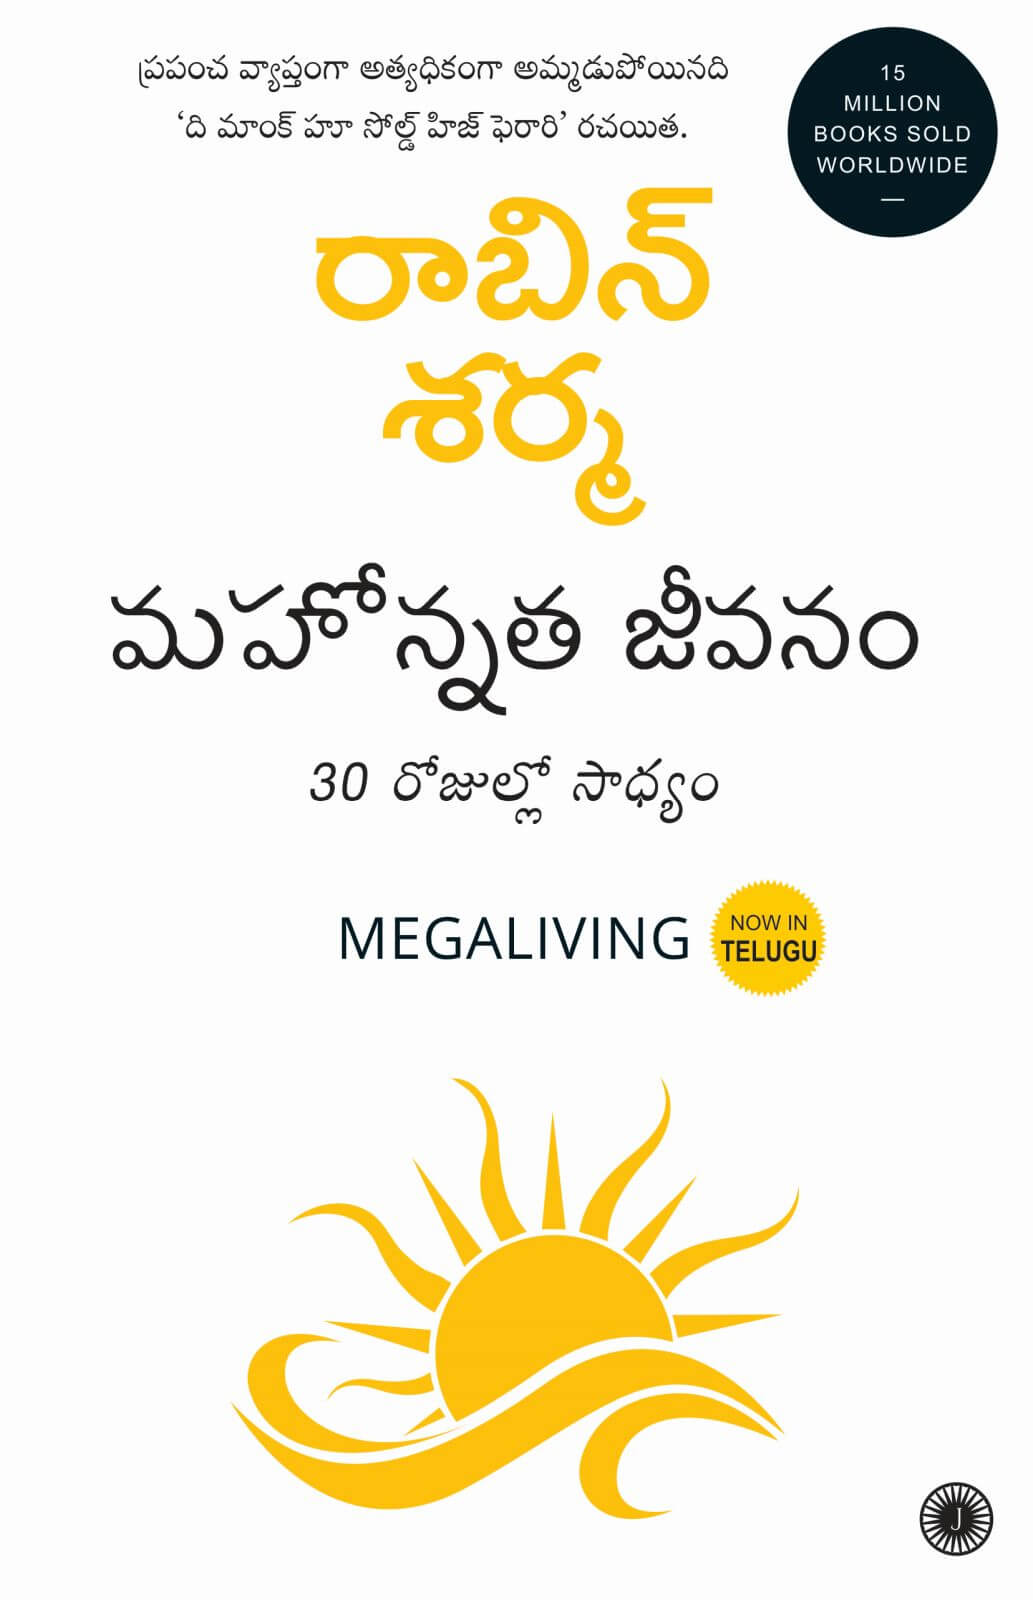 ప్రపంచ వ్యాప్తంగా అత్యధికంగా అమ్మడుపోయినది
‘ది మాంక్ హూ సోల్డ్ హిజ్ ఫెరారి’ రచయిత.
15
MILLION
BOOKS SOLD
WORLDWIDE
—
రాబిన్
శర్మ
మహోన్నత జీవనం
30 రోజుల్లో సాధ్యం
MEGALIVING
NOW IN
TELUGU
J